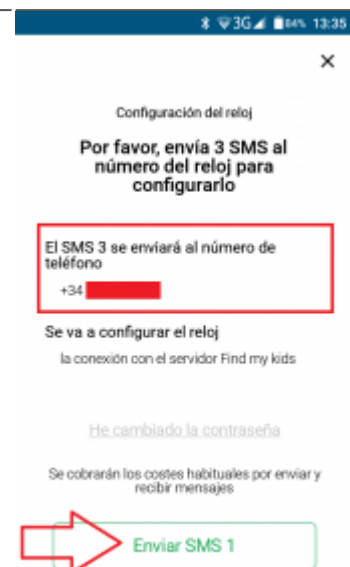 3G 84% 13:35
×
Configuración del reloj
Por favor, envía 3 SMS al
número del reloj para
configurarlo
El SMS 3 se enviará al número de
teléfono
+34
Se va a configurar el reloj
la conexión con el servidor Find my kids
He cambiado la contraseña
Se cobrarán los costes habituales por enviar y
recibir mensajes
Enviar SMS 1